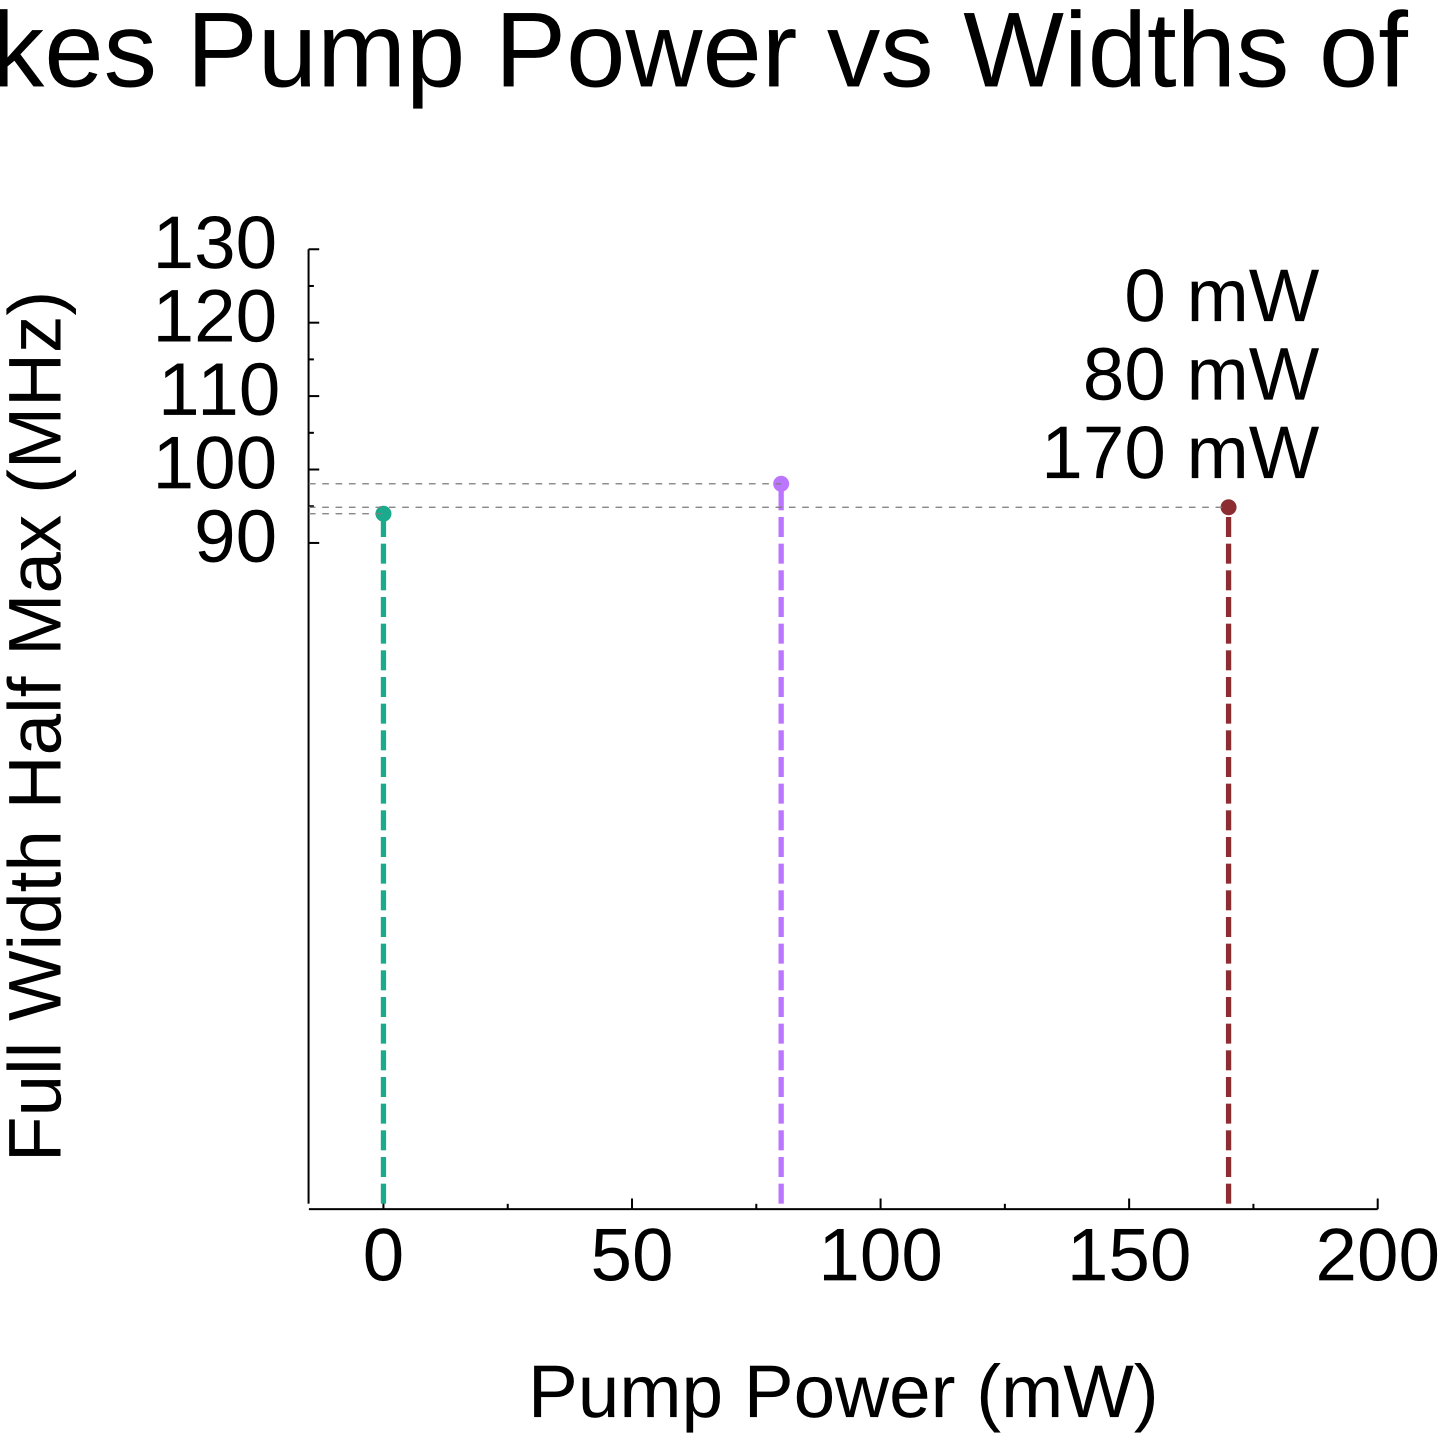 kes Pump Power vs Widths of
130
120
110
100
90
0 mW
80 mW
170 mW
Full Width Half Max (MHz)
0 50 100 150 200
Pump Power (mW)